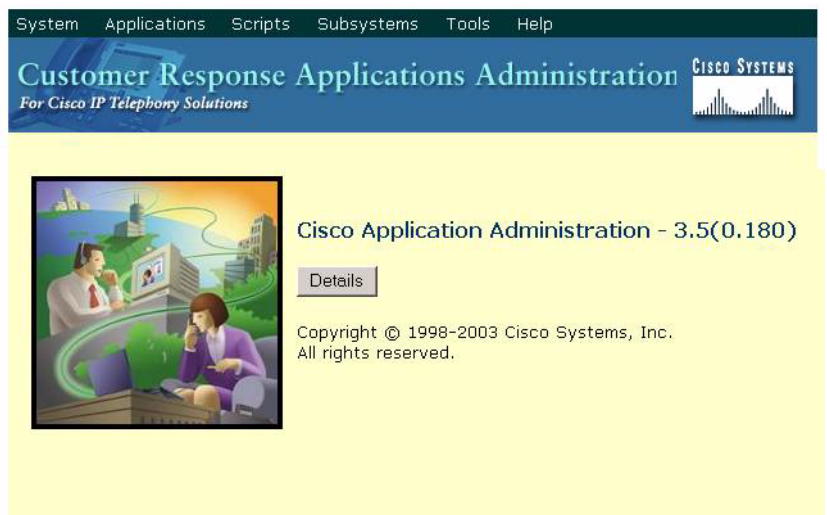 System Applications Scripts Subsystems Tools Help
Customer Response Applications Administration
For Cisco IP Telephony Solutions
CISCO SYSTEMS
Cisco Application Administration - 3.5(0.180)
Details
Copyright © 1998-2003 Cisco Systems, Inc.
All rights reserved.